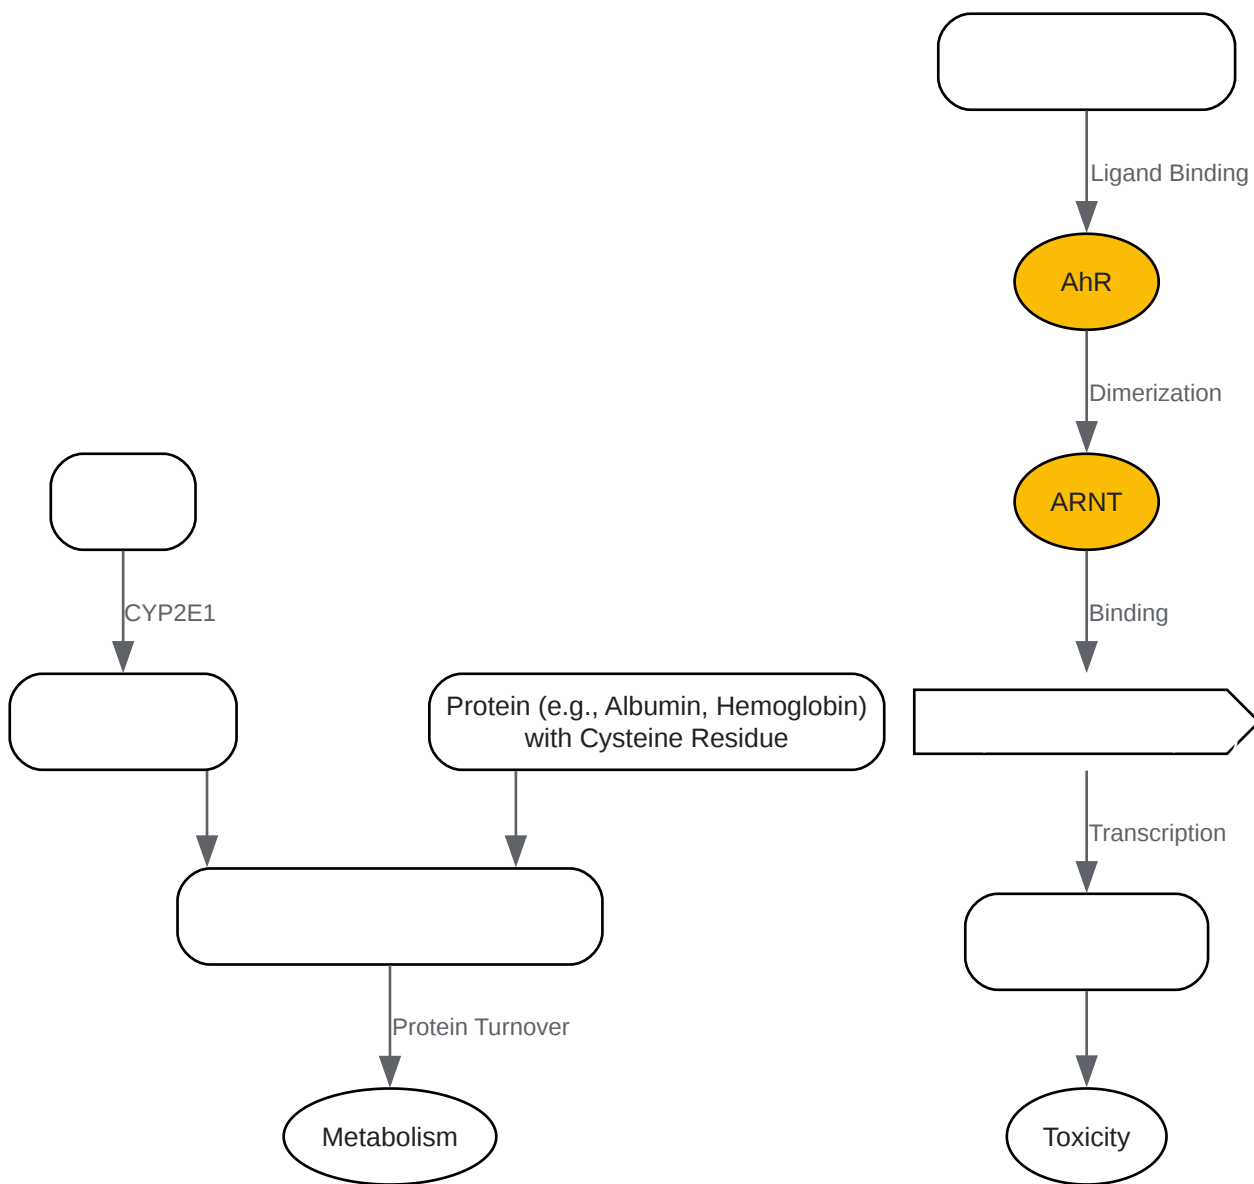 Ligand Binding
AhR
Dimerization
ARNT
CYP2E1
Binding
Protein (e.g., Albumin, Hemoglobin)
with Cysteine Residue
Transcription
Protein Turnover
Metabolism
Toxicity